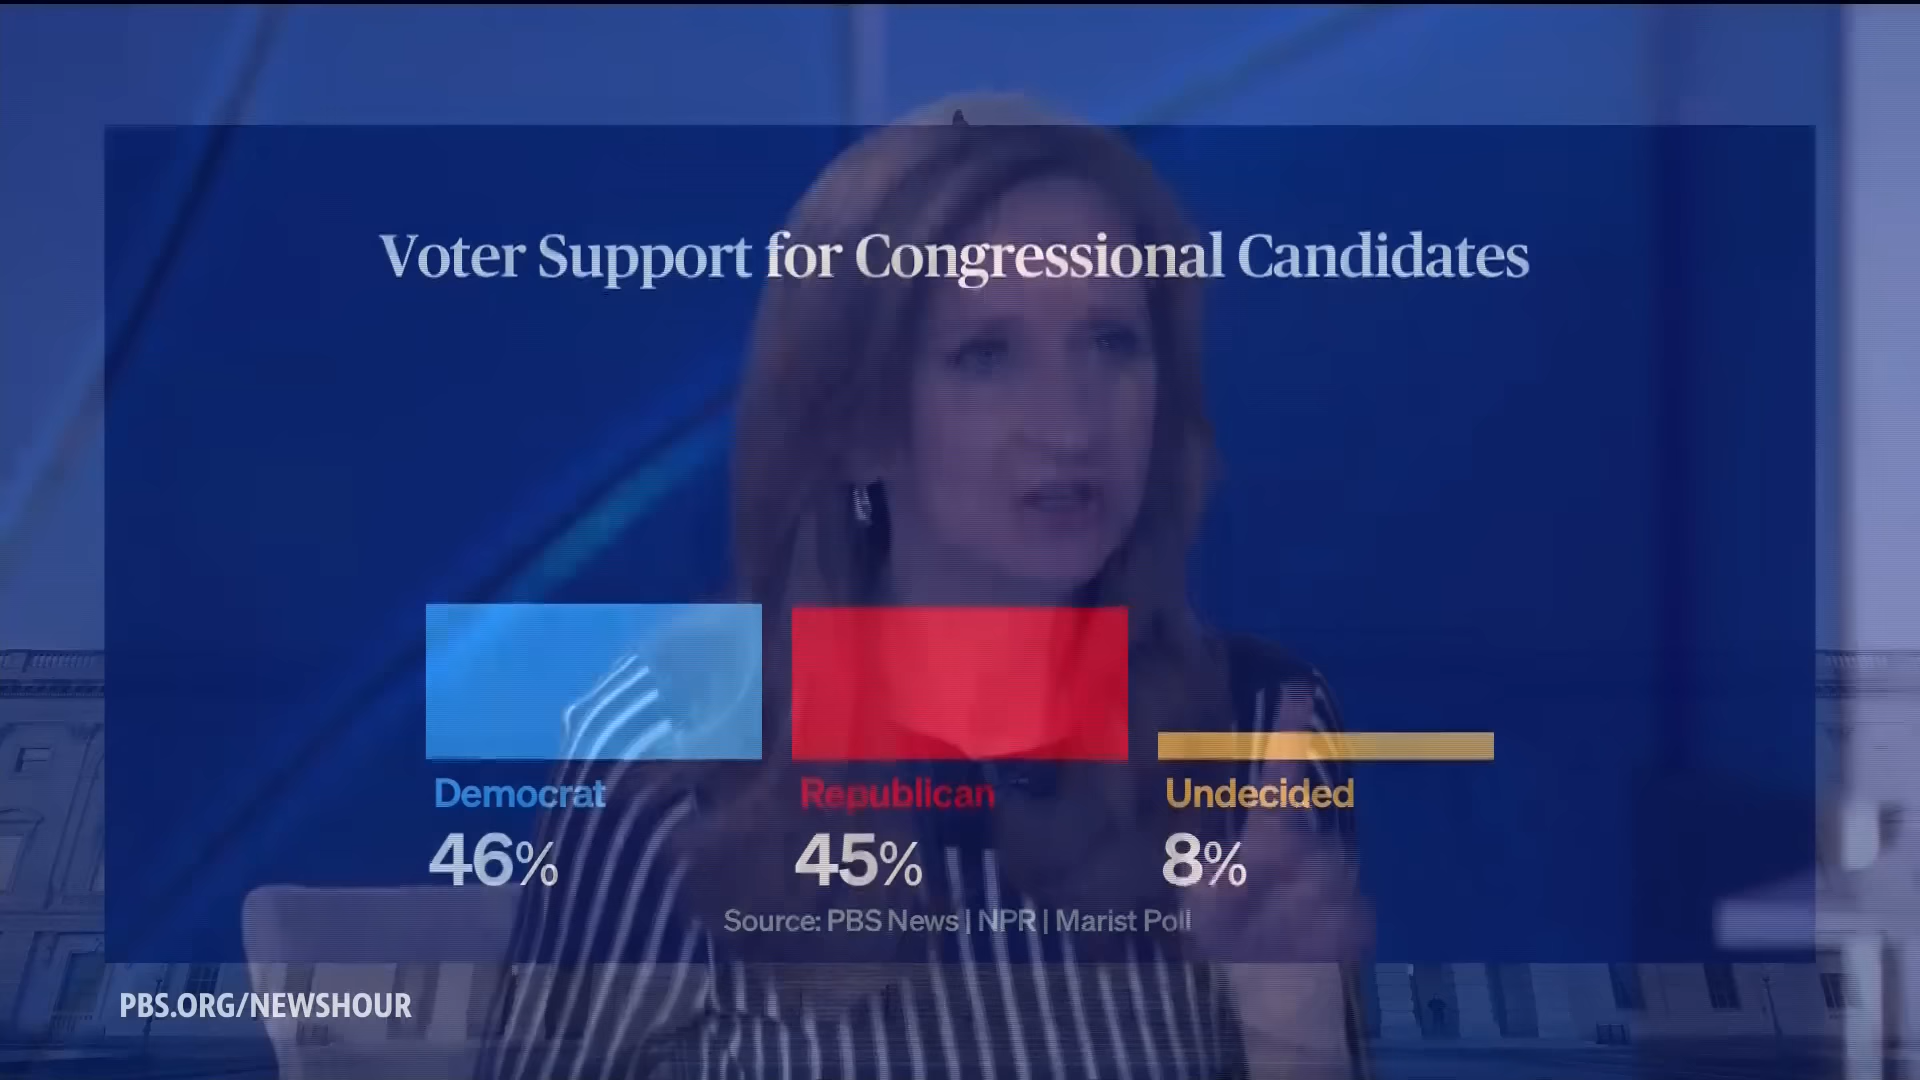 Voter Support for Congressional Candidates
Democrat
46%
Republican
45%
Undecided
8%
Source: PBS News | NPR | Marist Poll
PBS.ORG/NEWSHOUR